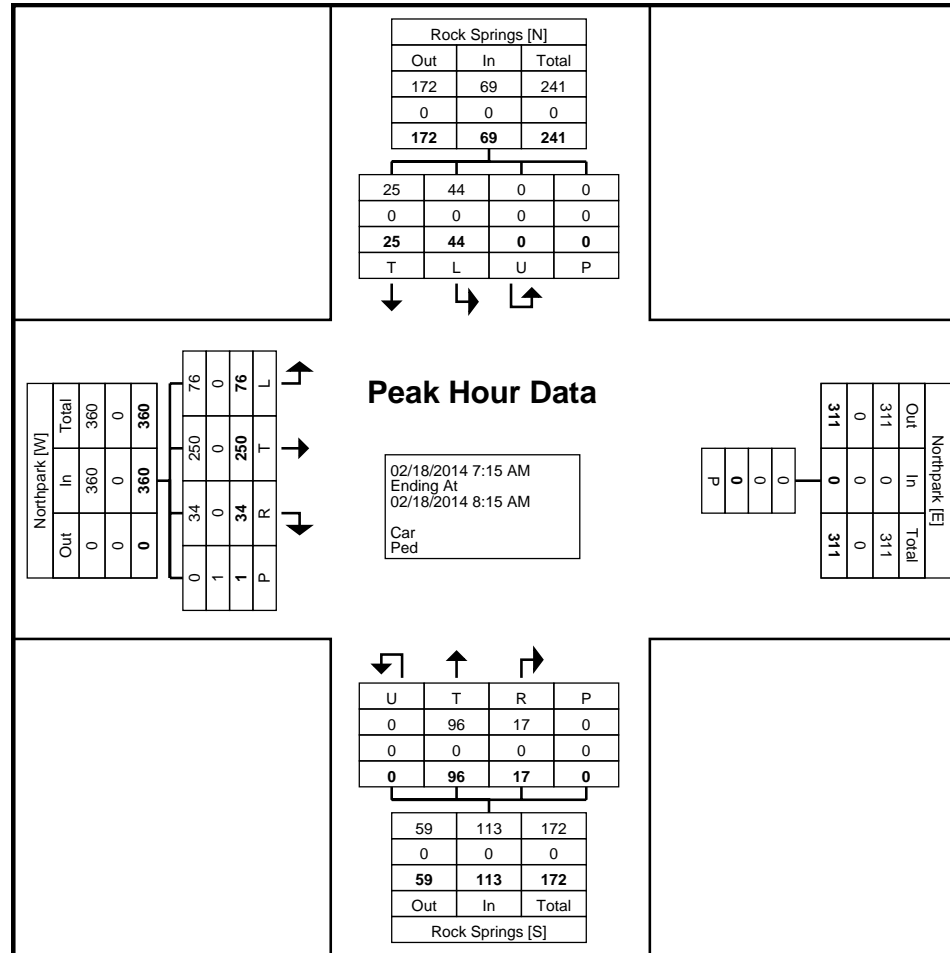 Rock Springs [N]
Out In Total
172 69 241
0 0 0
172 69 241
25 44 0 0
0 0 0 0
25 44 0 0
T L U P
Peak Hour Data
02/18/2014 7:15 AM
Ending At
02/18/2014 8:15 AM
Car
Ped
Northpark [W]
Out In Total
0 360 360
0 0 0
0 360 360
0 34 250 76
1 0 0 0
1 34 250 76
P R T L
Northpark [E]
Out In Total
311 0 311
0 0 0
311 0 311
0
0
0
P
U T R P
0 96 17 0
0 0 0 0
0 96 17 0
59 113 172
0 0 0
59 113 172
Out In Total
Rock Springs [S]